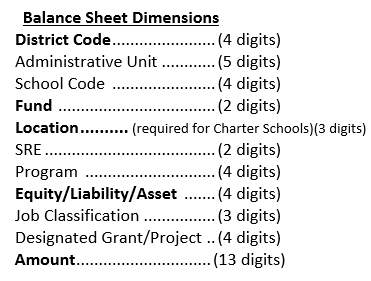 Balance Sheet Dimensions
District Code.......................(4 digits)
Administrative Unit ............(5 digits)
School Code ........................(4 digits)
Fund ...................................(2 digits)
Location.......... (required for Charter Schools)(3 digits)
SRE......................................(2 digits)
Program .............................(4 digits)
Equity/Liability/Asset .......(4 digits)
Job Classification ................(3 digits)
Designated Grant/Project ..(4 digits)
Amount..............................(13 digits)